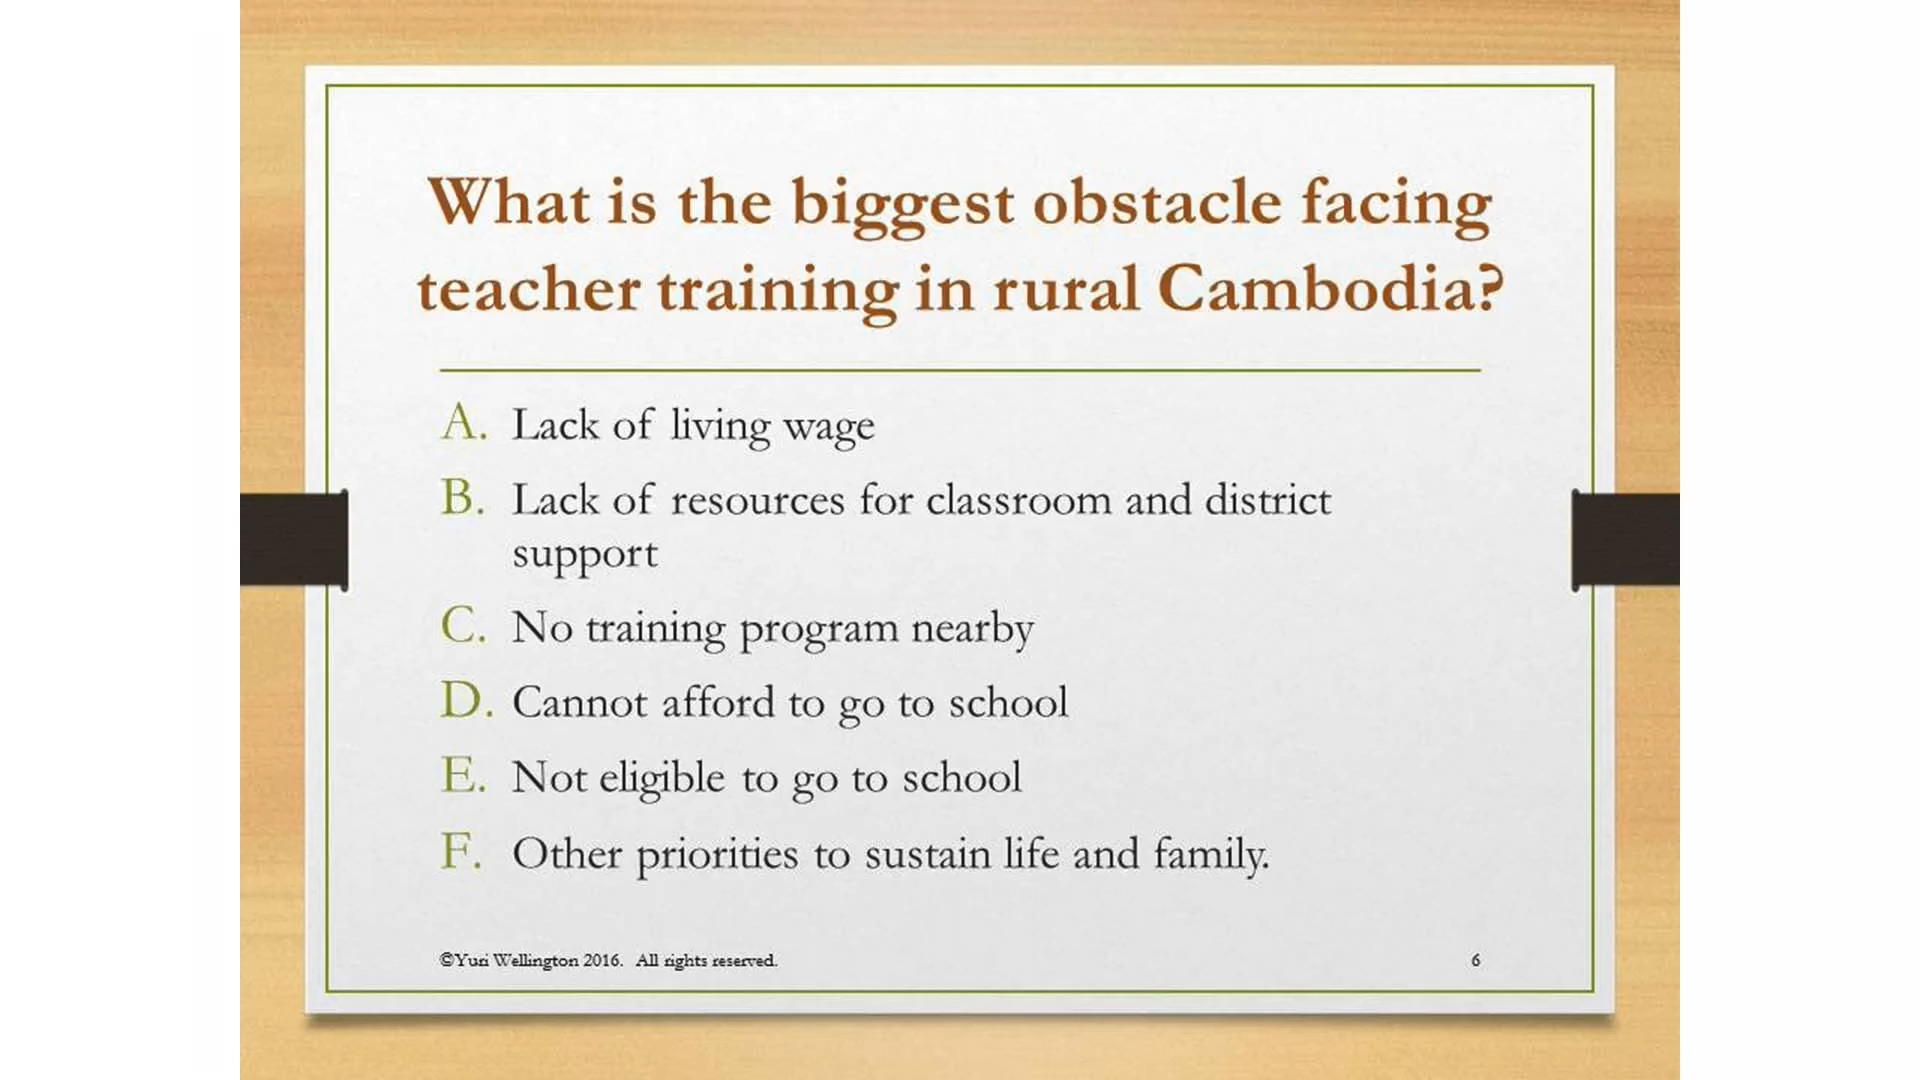 What is the biggest obstacle facing
teacher training in rural Cambodia?
A. Lack of living wage
B. Lack of resources for classroom and district
support
C. No training program nearby
D. Cannot afford to go to school
E. Not eligible to go to school
F. Other priorities to sustain life and family.
©Yuri Wellington 2016. All rights reserved. 6